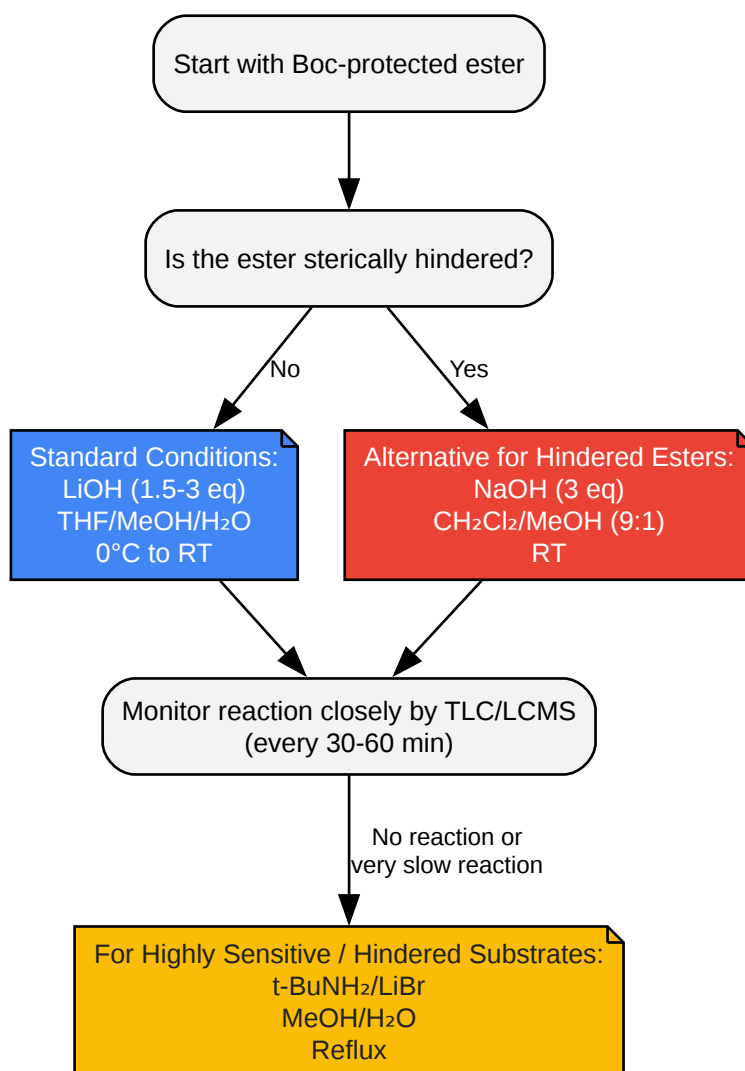 Start with Boc-protected ester
Is the ester sterically hindered?
No
Yes
Standard Conditions:
LiOH (1.5-3 eq)
THF/MeOH/H₂O
0°C to RT
Alternative for Hindered Esters:
NaOH (3 eq)
CH₂Cl₂/MeOH (9:1)
RT
Monitor reaction closely by TLC/LCMS
(every 30-60 min)
No reaction or
very slow reaction
For Highly Sensitive / Hindered Substrates:
t-BuNH₂/LiBr
MeOH/H₂O
Reflux